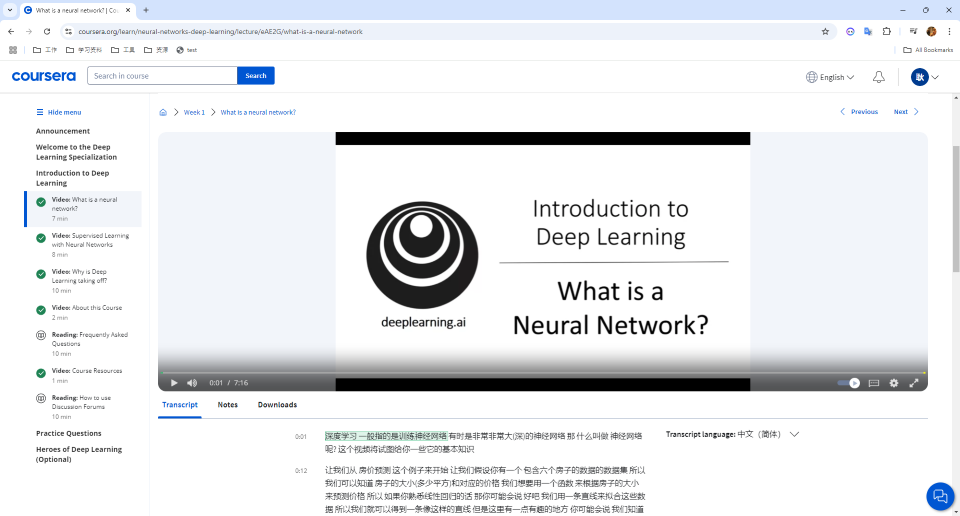 What is a neural network? | Cou
coursera.org/learn/neural-networks-deep-learning/lecture/eAE2G/what-is-a-neural-network
工作
学习资料
工具
资源
test
All Bookmarks
coursera
Search in course
Search
English
耿
Hide menu
Week 1
What is a neural network?
Previous
Next
Announcement
Welcome to the Deep
Learning Specialization
Introduction to Deep
Learning
Video: What is a neural
network?
7 min
Video: Supervised Learning
with Neural Networks
8 min
Video: Why is Deep
Learning taking off?
10 min
Video: About this Course
2 min
Reading: Frequently Asked
Questions
10 min
Video: Course Resources
1 min
Reading: How to use
Discussion Forums
10 min
Practice Questions
Heroes of Deep Learning
(Optional)
deeplearning.ai
Introduction to
Deep Learning
What is a
Neural Network?
0:01 / 7:16
Transcript
Notes
Downloads
0:01
深度学习 一般指的是训练神经网络 有时是非常非常大(深)的神经网络 那 什么叫做 神经网络
呢? 这个视频将试图给你一些它的基本知识
0:12
让我们从 房价预测 这个例子来开始 让我们假设你有一个 包含六个房子的数据的数据集 所以
我们可以知道 房子的大小(多少平方)和对应的价格 我们想要用一个函数 来根据房子的大小
来预测价格 所以 如果你熟悉线性回归的话 那你可能会说 好吧 我们用一条直线来拟合这些数
据 所以我们就可以得到一条像这样的直线 但是这里有一点有趣的地方 你可能会说 我们知道
Transcript language: 中文（简体）